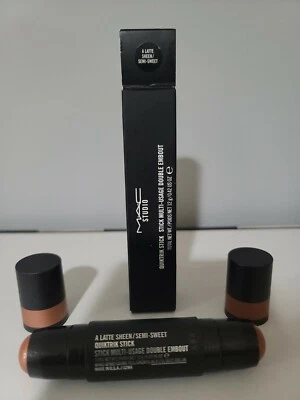 A LATTE
SHEEN/
SEMI-SWEET
MAC
STUDIO
QUIKTRIK STICK STICK MULTI-USAGE DOUBLE EMBOUT
A LATTE SHEEN/SEMI-SWEET
QUIKTRIK STICK
STICK MULTI-USAGE DOUBLE EMBOUT